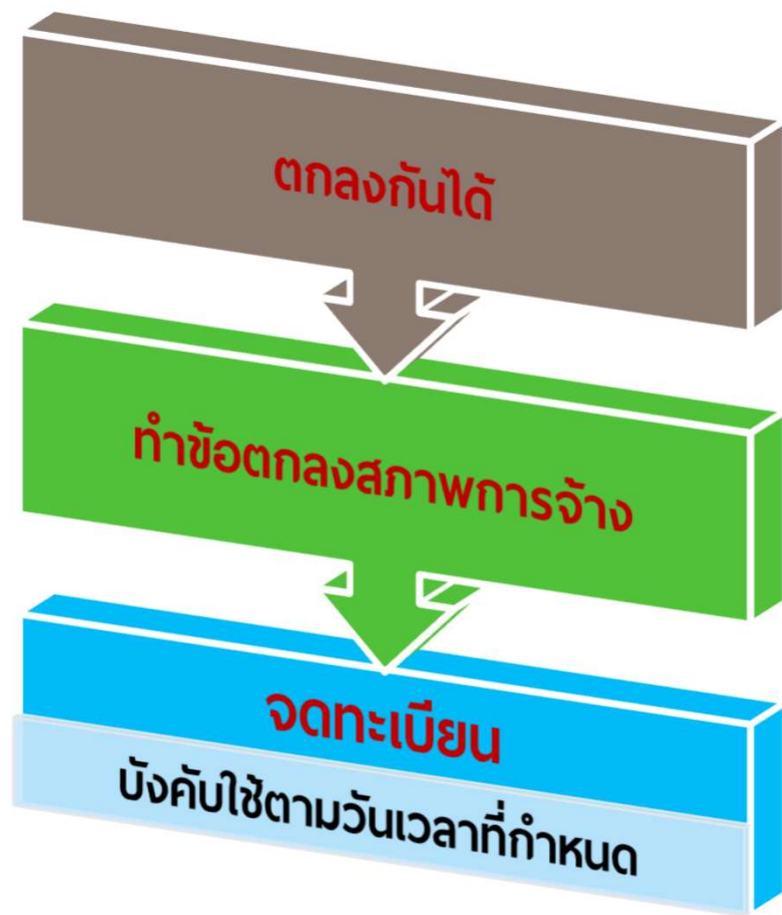 ตกลงกันได้
ทำข้อตกลงสภาพการจ้าง
จดทะเบียน
บังคับใช้ตามวันเวลาที่กำหนด